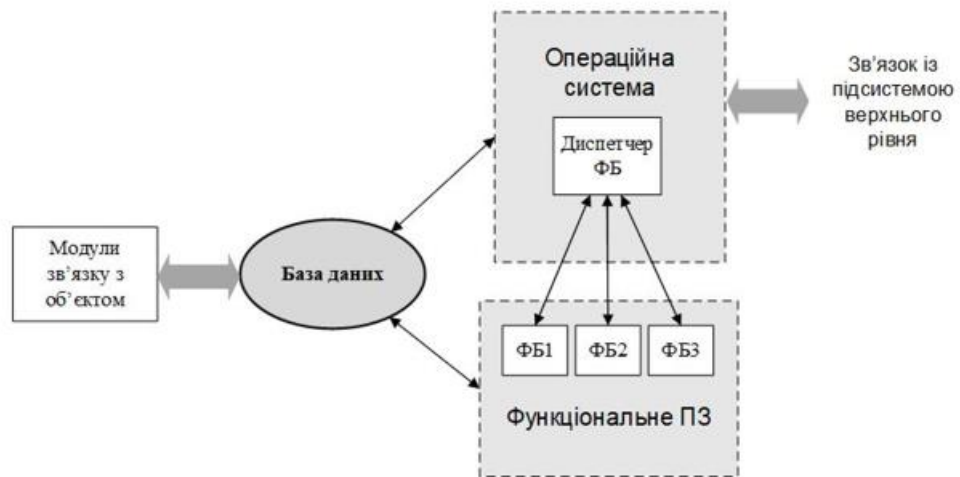 Операційна
система
Диспетчер
ФБ
Зв'язок із
підсистемою
верхнього
рівня
Модули
зв'язку з
об'єктом
База даних
ФБ1
ФБ2
ФБ3
Функціональне ПЗ